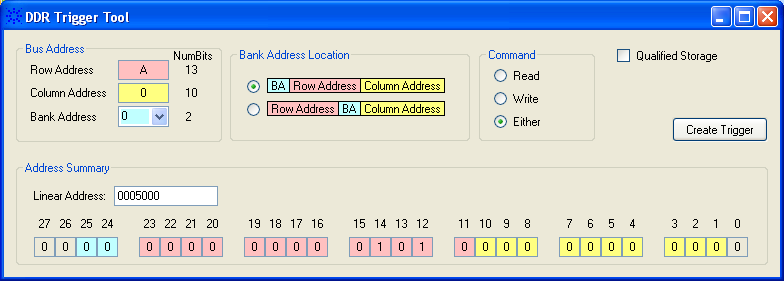 DDR Trigger Tool
Bus Address
NumBits
Row Address A 13
Column Address 0 10
Bank Address 0 2
Bank Address Location
BA Row Address Column Address
Row Address BA Column Address
Command
Read
Write
Either
Qualified Storage
Create Trigger
Address Summary
Linear Address: 0005000
27 26 25 24 23 22 21 20 19 18 17 16 15 14 13 12 11 10 9 8 7 6 5 4 3 2 1 0
0 0 0 0 0 0 0 0 0 0 0 0 0 1 0 1 0 0 0 0 0 0 0 0 0 0 0 0